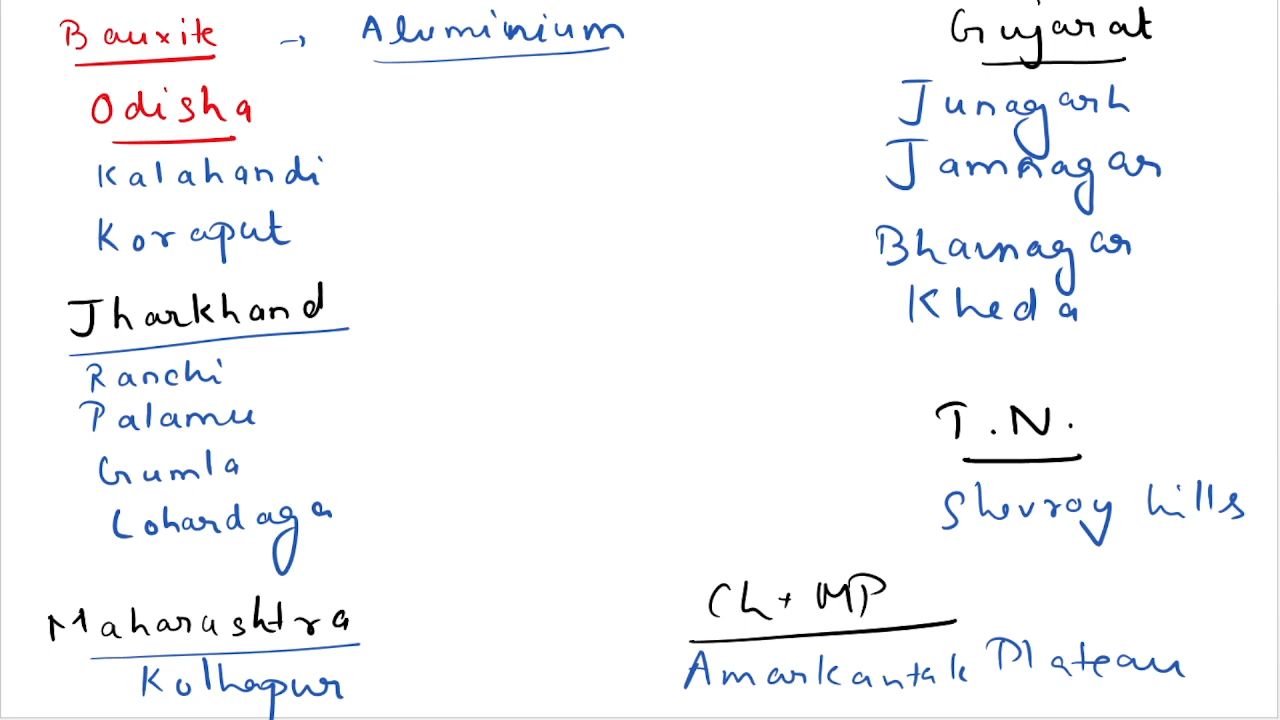 Bauxite → Aluminium
Odisha
Kalahandi
Koraput
Jharkhand
Ranchi
Palamu
Gumla
Lohardaga
Maharashtra
Kolhapur
Gujarat
Junagarh
Jamnagar
Bhavnagar
Kheda
T.N.
Shevroy hills
Ch + MP
Amarkantak Plateau